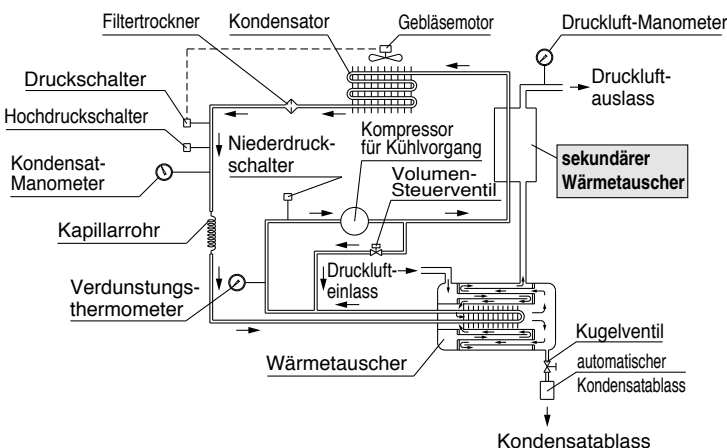 Filtertrockner
Kondensator
Gebläsemotor
Druckluft-Manometer
Druckschalter
Druckluft-
auslass
Hochdruckschalter
Niederdruck-
schalter
Kompressor
für Kühlvorgang
Kondensat-
Manometer
Volumen-
Steuerventil
sekundärer
Wärmetauscher
Kapillarrohr
Druckluft-
einlass
Verdunstungs-
thermometer
Wärmetauscher
Kugelventil
automatischer
Kondensatablass
Kondensatablass